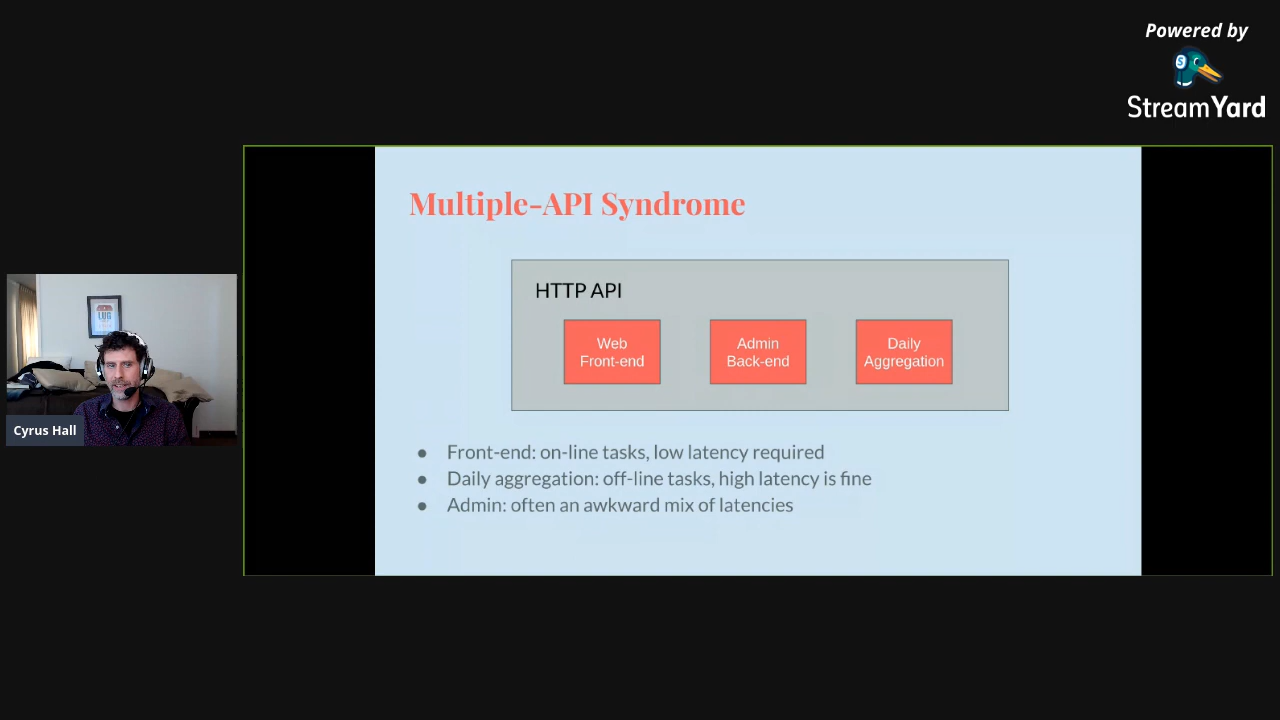 Powered by
StreamYard
Multiple-API Syndrome
HTTP API
Web
Front-end
Admin
Back-end
Daily
Aggregation
● Front-end: on-line tasks, low latency required
● Daily aggregation: off-line tasks, high latency is fine
● Admin: often an awkward mix of latencies
LUG
Cyrus Hall